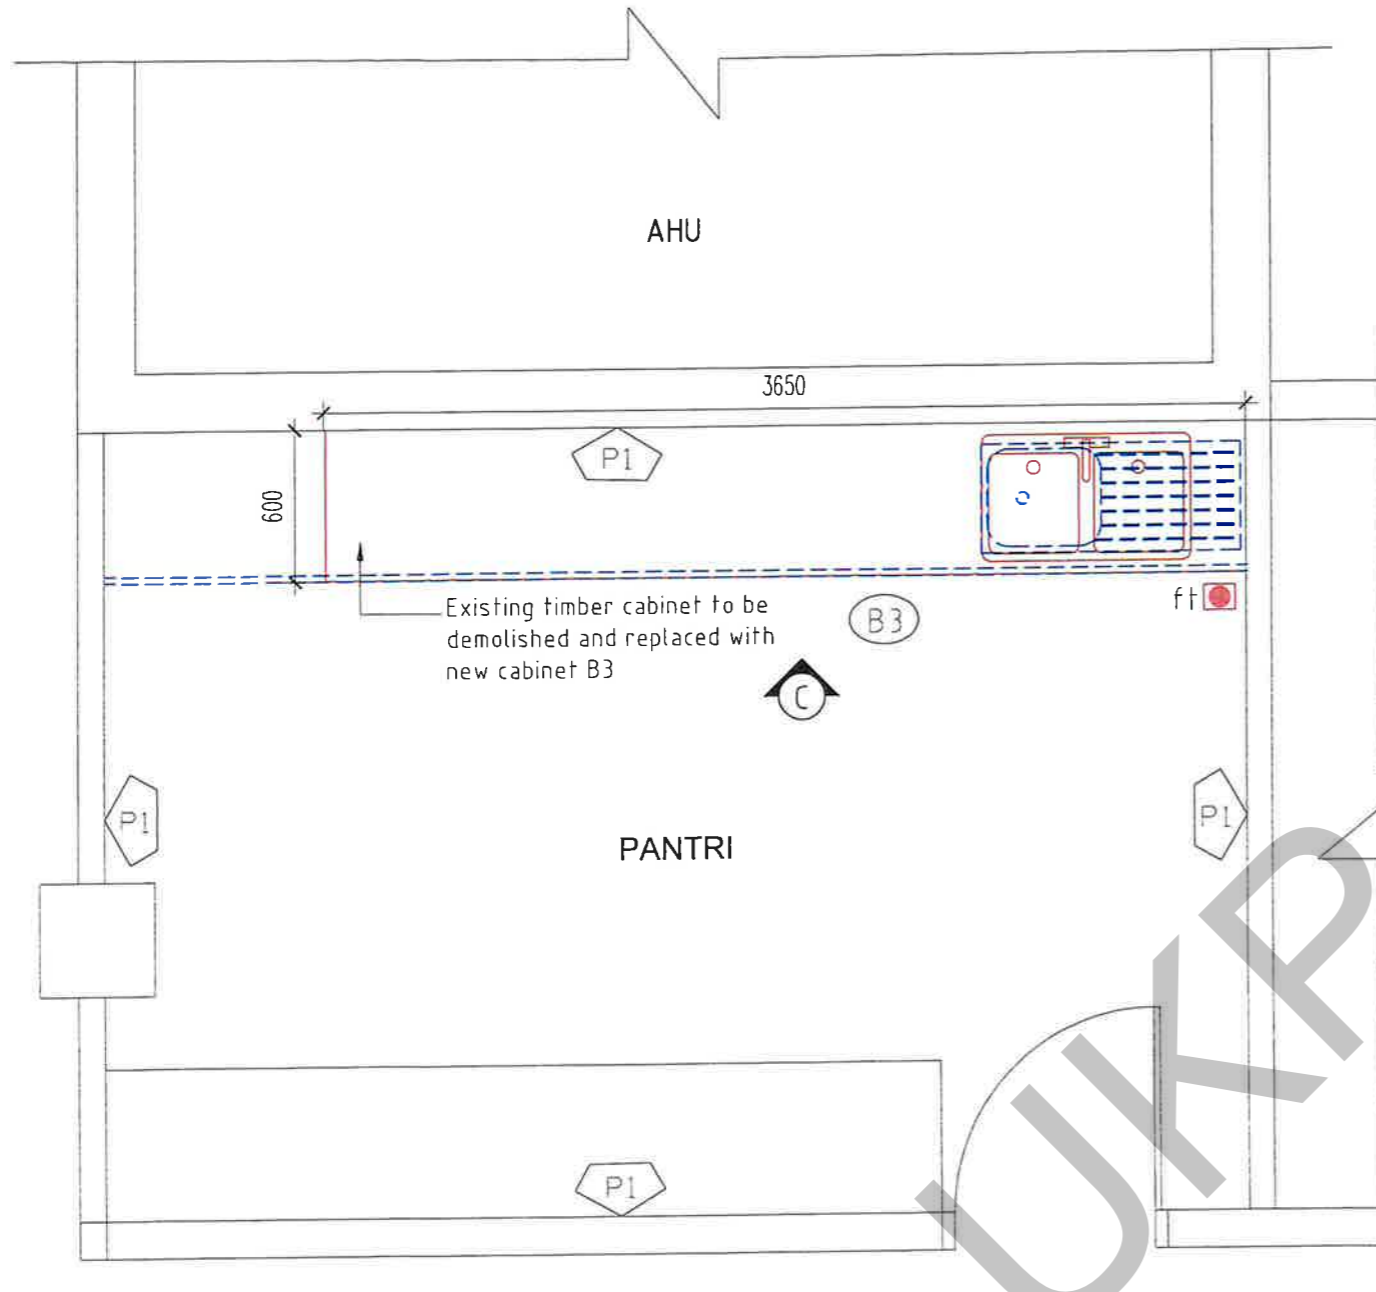 AHU
3650
P1
600
ft
Existing timber cabinet to be
demolished and replaced with
new cabinet B3
B3
C
P1
P1
PANTRI
P1
UKP